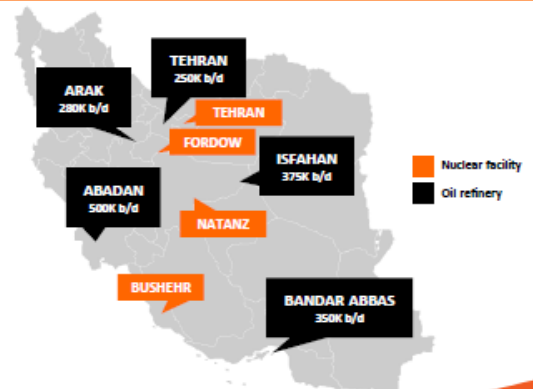 TEHRAN
250K b/d
ARAK
280K b/d
TEHRAN
FORDOW
ISFAHAN
375K b/d
Nuclear facility
Oil refinery
ABADAN
500K b/d
NATANZ
BUSHEHR
BANDAR ABBAS
350K b/d